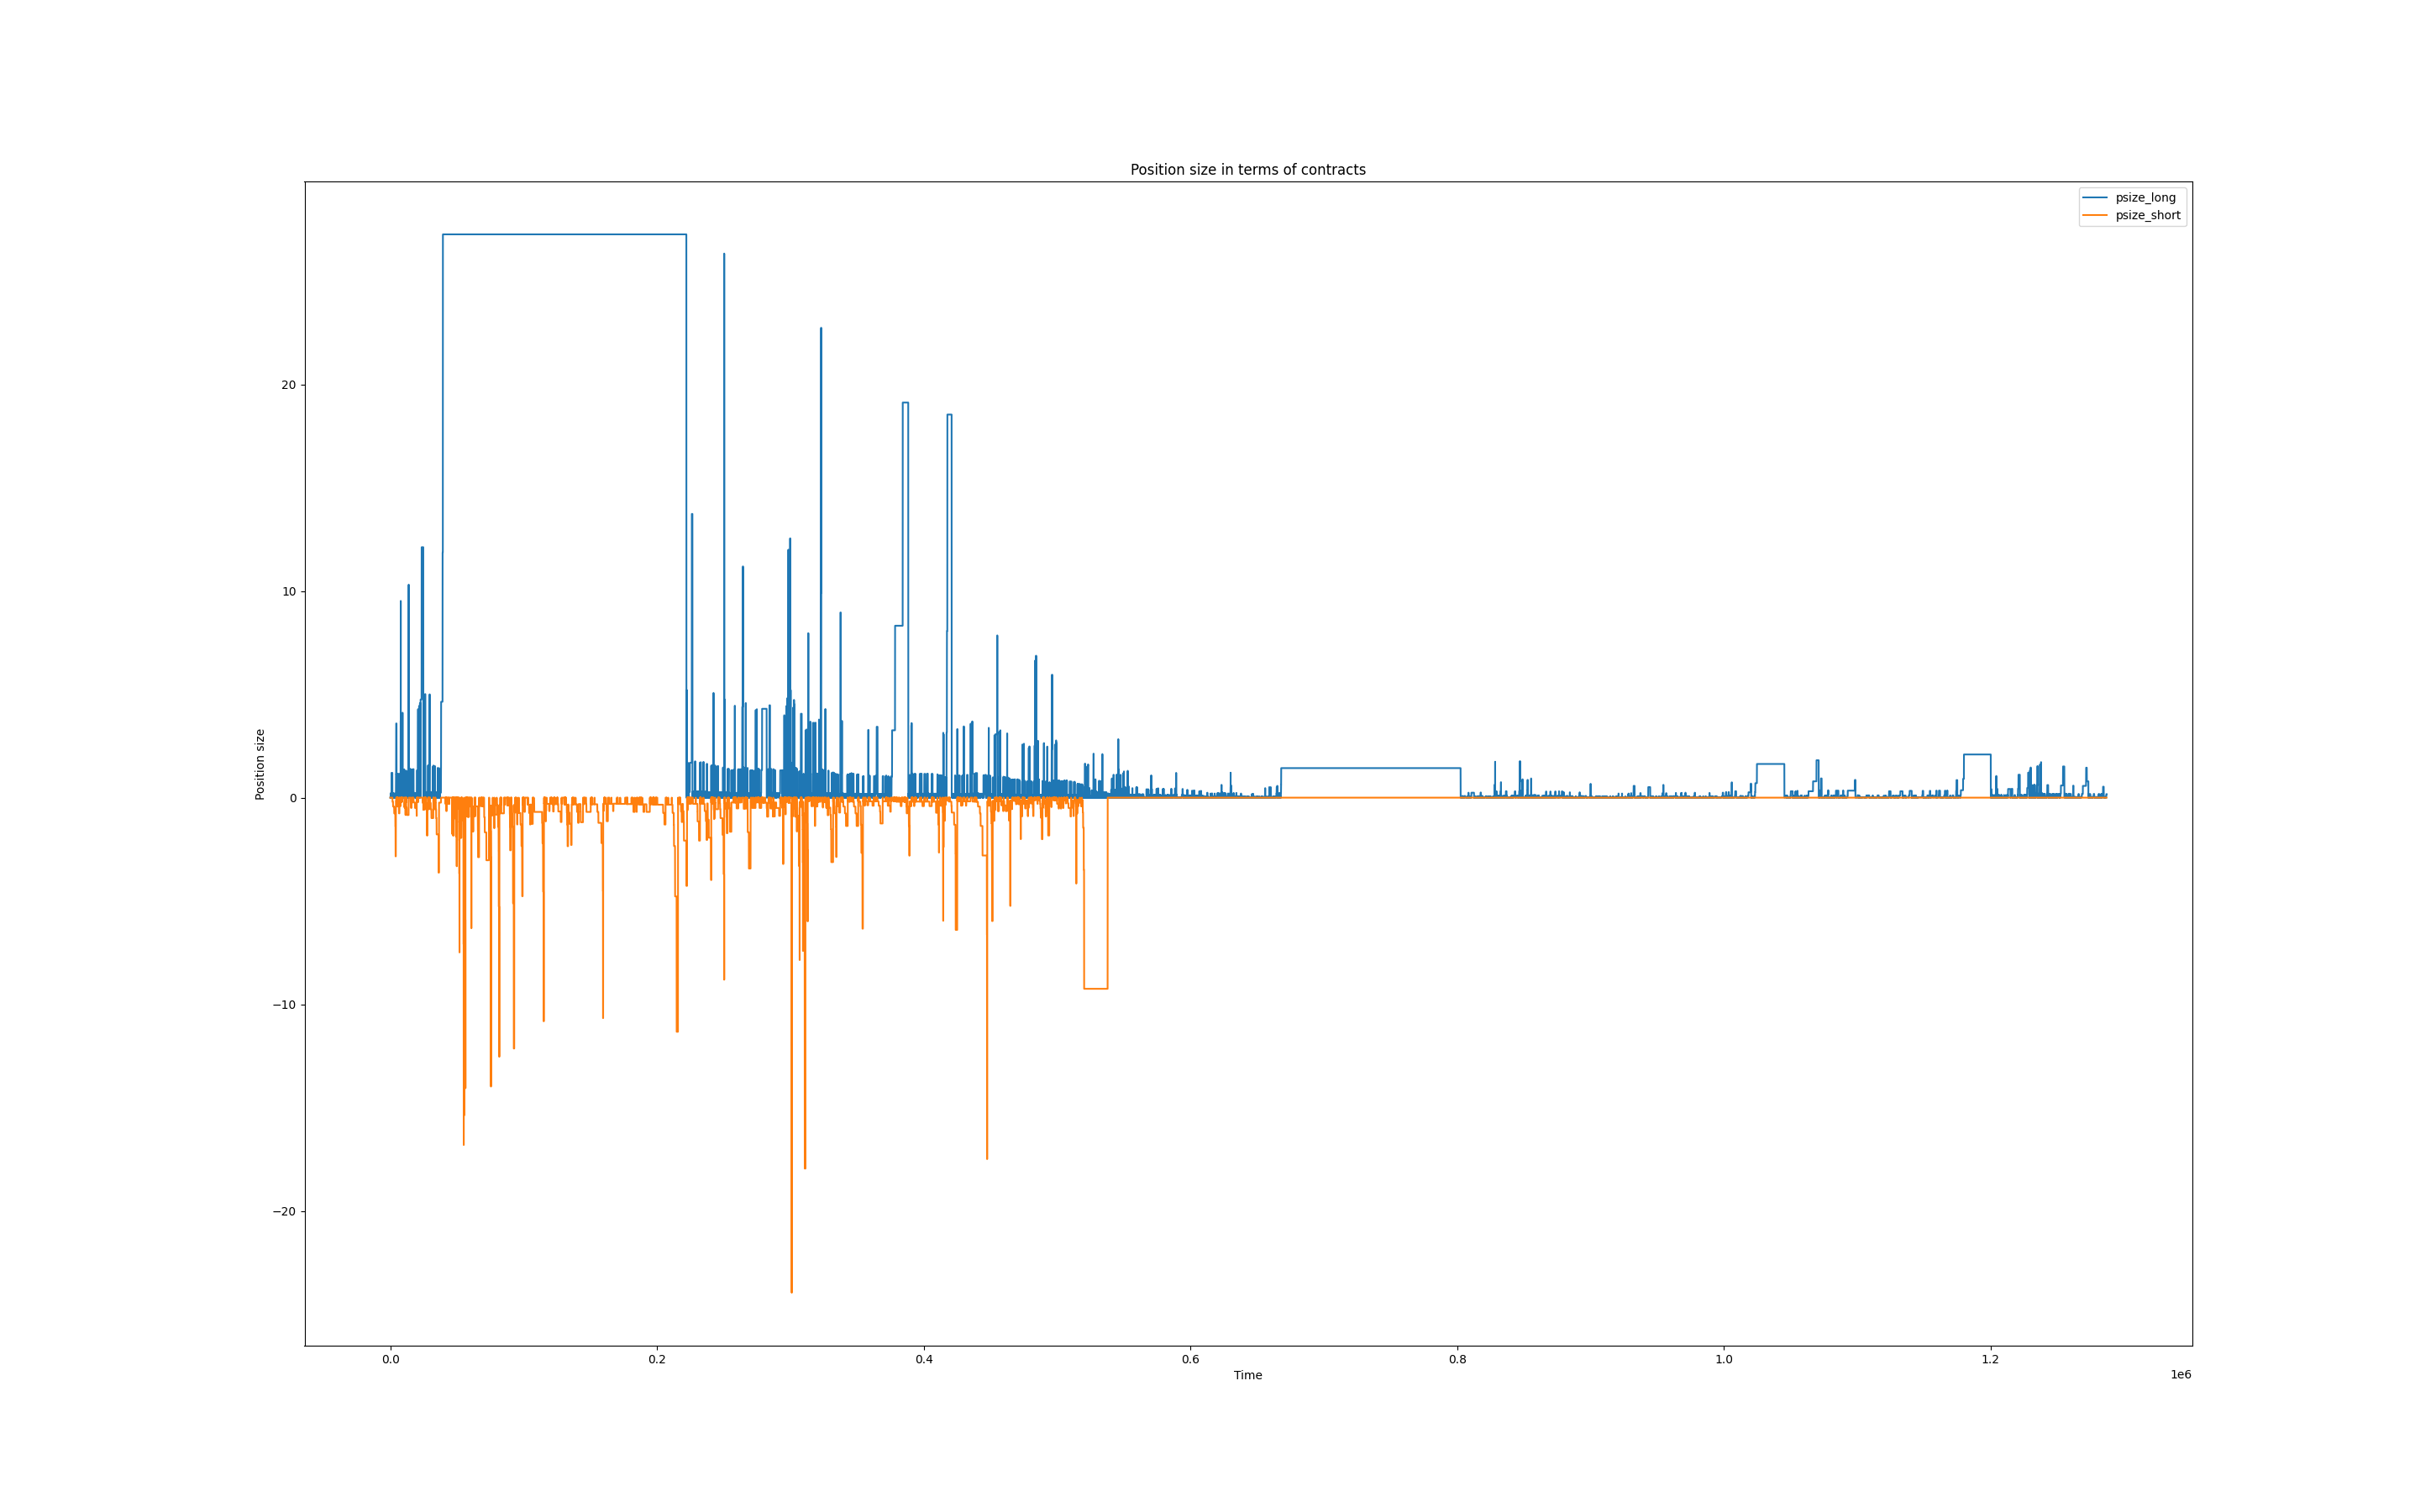 Position size in terms of contracts
psize_long
psize_short
Position size
20
10
0
−10
−20
0.0
0.2
0.4
0.6
0.8
1.0
1.2
1e6
Time